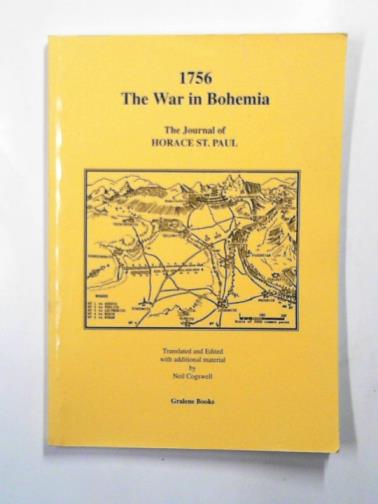 1756
The War in Bohemia
The Journal of
HORACE ST. PAUL
Translated and Edited
with additional material
by
Neil Cogswell
Gralene Books